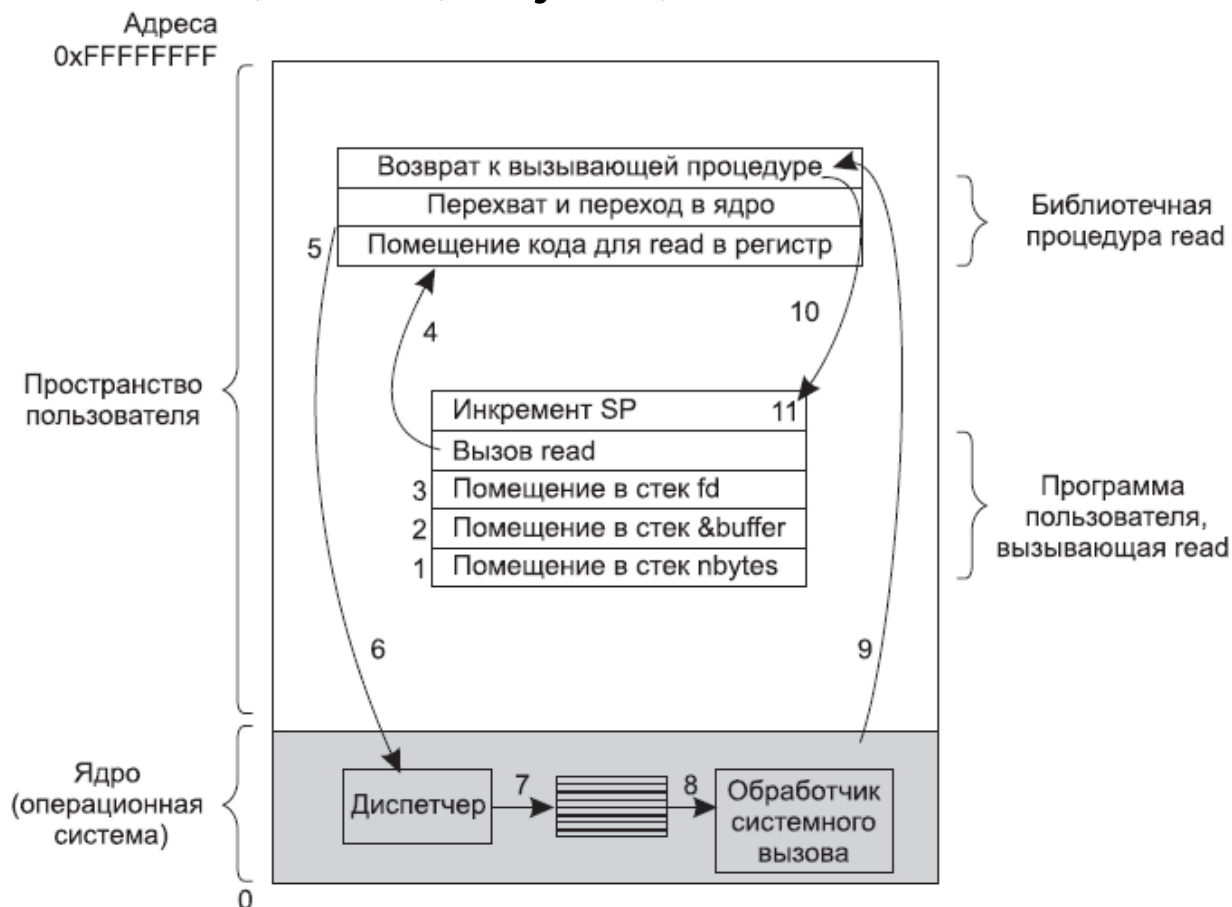 Адреса
0xFFFFFFFF
Возврат к вызывающей процедуре
Перехват и переход в ядро
5 Помещение кода для read в регистр
Библиотечная
процедура read
4
10
Пространство
пользователя
Инкремент SP 11
Вызов read
3 Помещение в стек fd
2 Помещение в стек &buffer
1 Помещение в стек nbytes
Программа
пользователя,
вызывающая read
6
9
Ядро
(операционная
система)
Диспетчер
7
8
Обработчик
системного
вызова
0